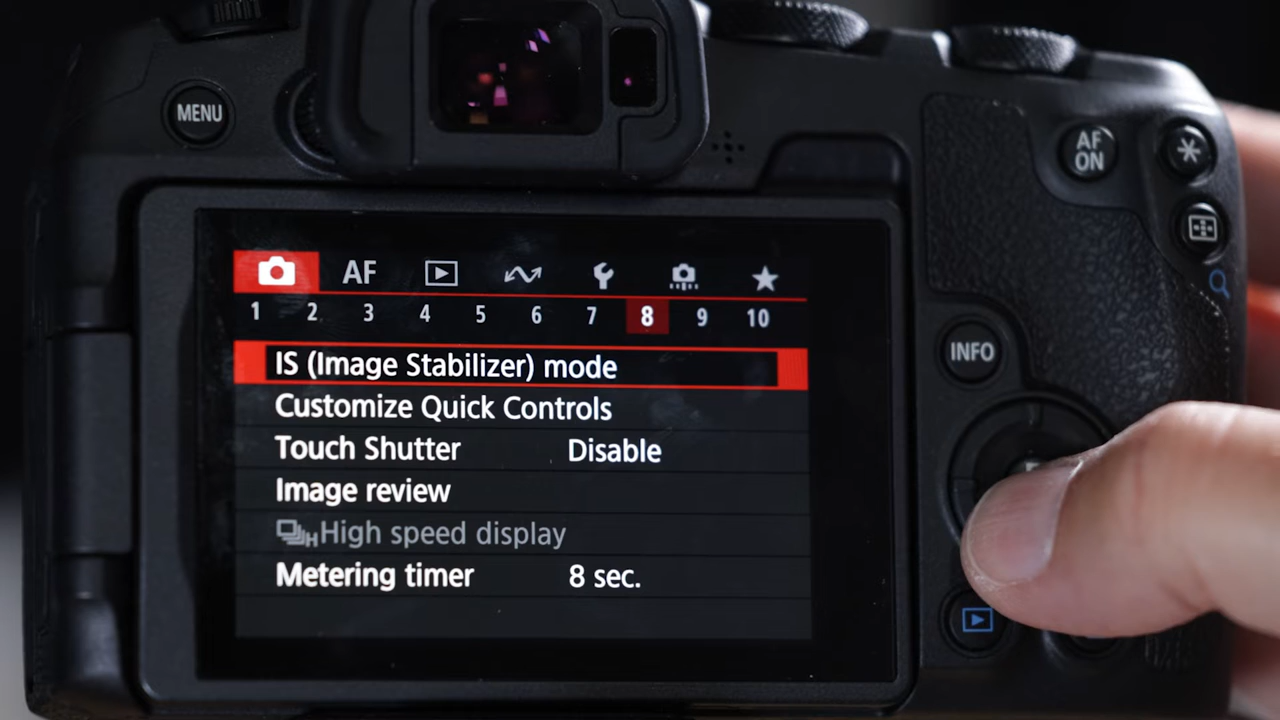 MENU
AF
ON
AF
1 2 3 4 5 6 7 8 9 10
IS (Image Stabilizer) mode
INFO
Customize Quick Controls
Touch Shutter Disable
Image review
H High speed display
Metering timer 8 sec.